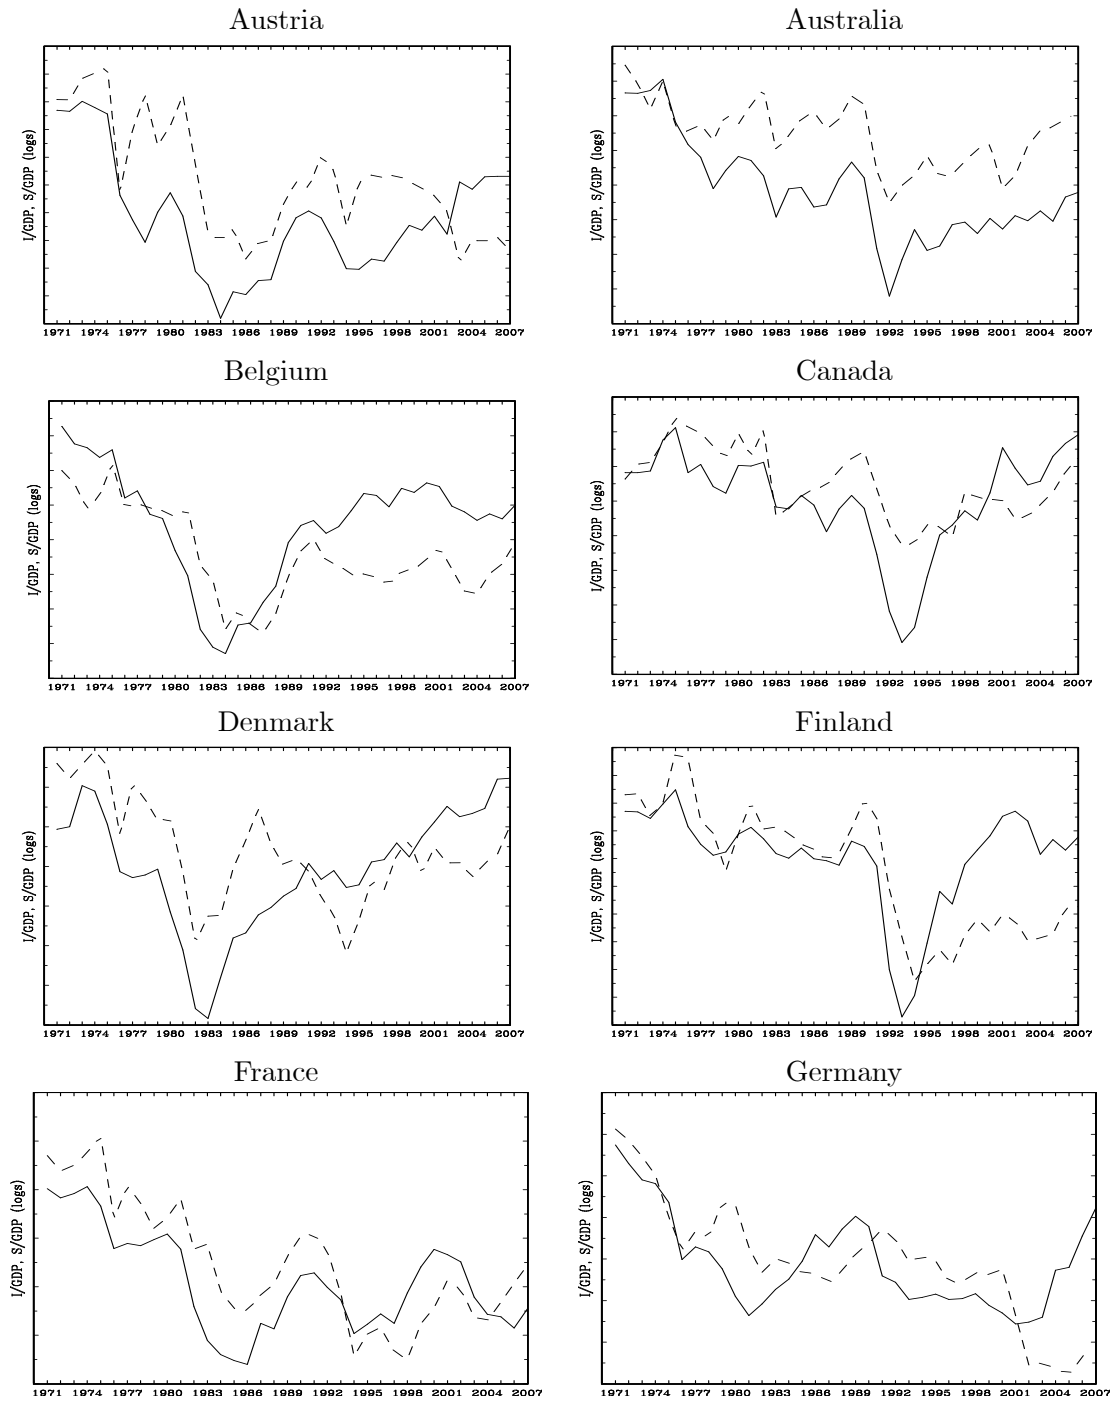 Austria
Australia
I/GDP, S/GDP (logs)
I/GDP, S/GDP (logs)
1971 1974 1977 1980 1983 1986 1989 1992 1995 1998 2001 2004 2007
1971 1974 1977 1980 1983 1986 1989 1992 1995 1998 2001 2004 2007
Belgium
Canada
I/GDP, S/GDP (logs)
I/GDP, S/GDP (logs)
1971 1974 1977 1980 1983 1986 1989 1992 1995 1998 2001 2004 2007
1971 1974 1977 1980 1983 1986 1989 1992 1995 1998 2001 2004 2007
Denmark
Finland
I/GDP, S/GDP (logs)
I/GDP, S/GDP (logs)
1971 1974 1977 1980 1983 1986 1989 1992 1995 1998 2001 2004 2007
1971 1974 1977 1980 1983 1986 1989 1992 1995 1998 2001 2004 2007
France
Germany
I/GDP, S/GDP (logs)
I/GDP, S/GDP (logs)
1971 1974 1977 1980 1983 1986 1989 1992 1995 1998 2001 2004 2007
1971 1974 1977 1980 1983 1986 1989 1992 1995 1998 2001 2004 2007